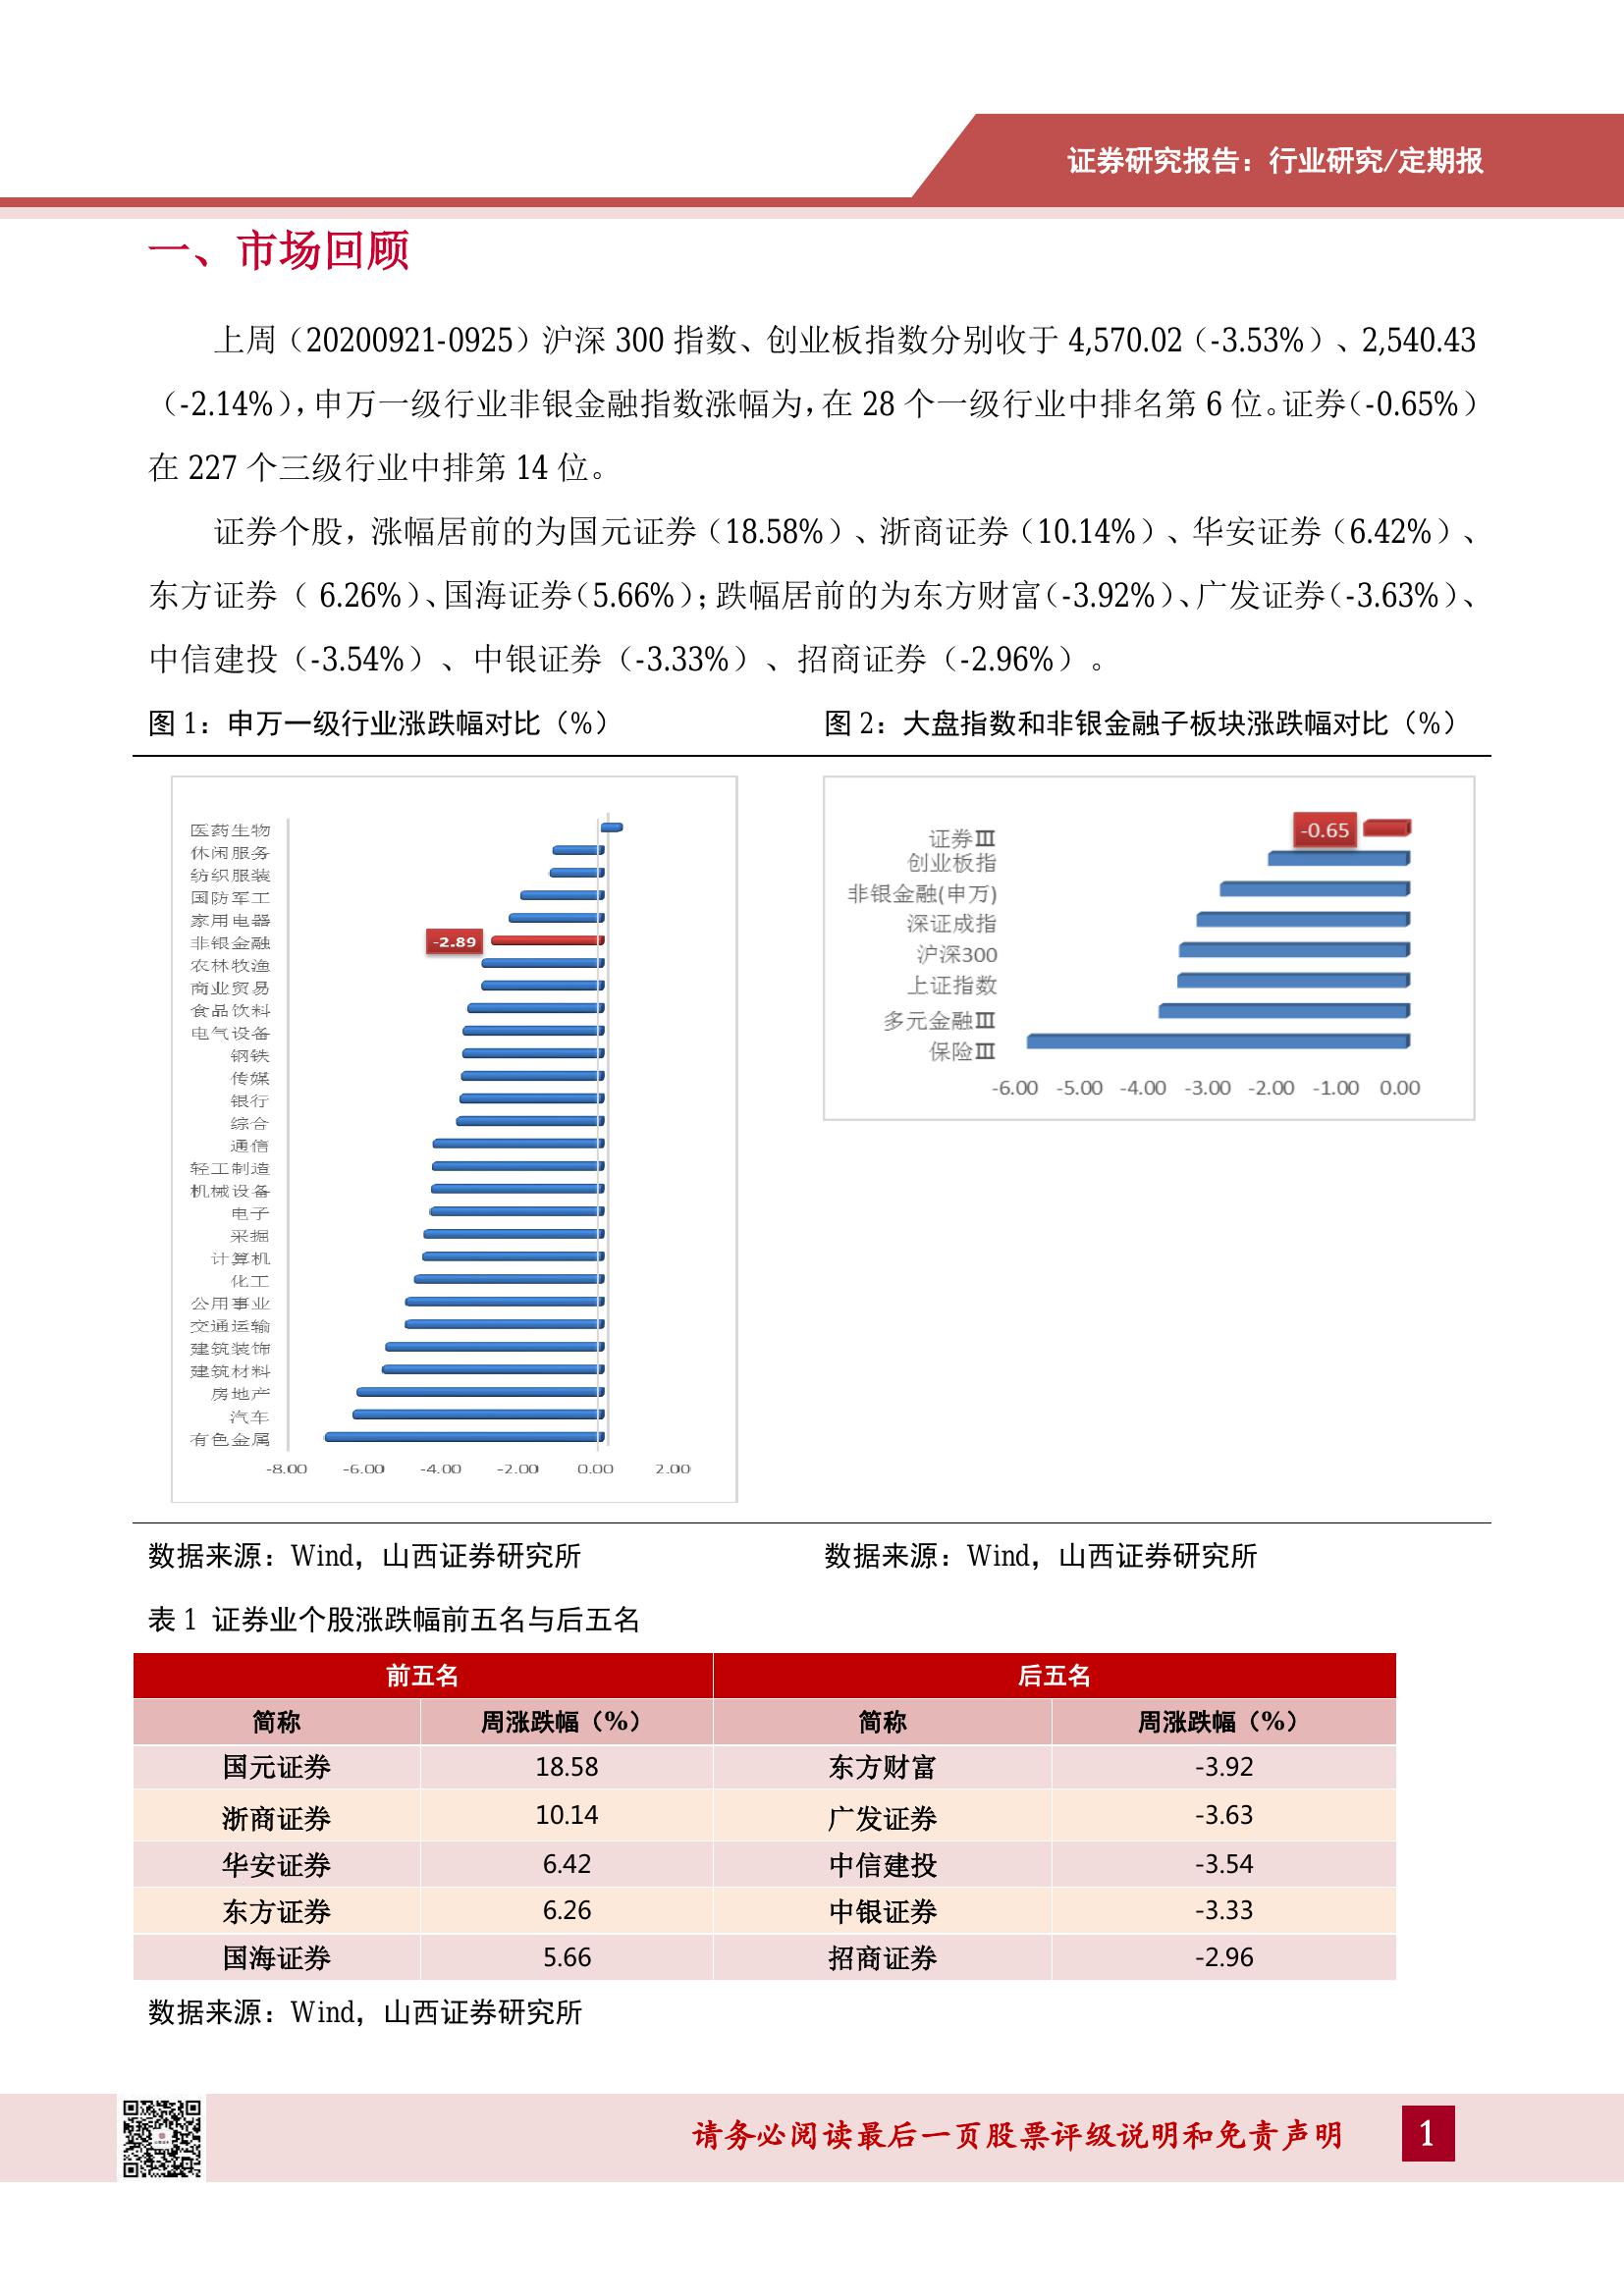 证券研究报告：行业研究/定期报
一、市场回顾
上周（20200921-0925）沪深 300 指数、创业板指数分别收于 4,570.02（-3.53%）、2,540.43
（-2.14%），申万一级行业非银金融指数涨幅为，在 28 个一级行业中排名第 6 位。证券（-0.65%）
在 227 个三级行业中排第 14 位。
证券个股，涨幅居前的为国元证券（18.58%）、浙商证券（10.14%）、华安证券（6.42%）、
东方证券（ 6.26%）、国海证券（5.66%）；跌幅居前的为东方财富（-3.92%）、广发证券（-3.63%）、
中信建投（-3.54%）、中银证券（-3.33%）、招商证券（-2.96%）。
图 1：申万一级行业涨跌幅对比（%）
医药生物
休闲服务
纺织服装
国防军工
家用电器
非银金融 -2.89
农林牧渔
商业贸易
食品饮料
电气设备
钢铁
传媒
银行
综合
通信
轻工制造
机械设备
电子
采掘
计算机
化工
公用事业
交通运输
建筑装饰
建筑材料
房地产
汽车
有色金属
-8.00 -6.00 -4.00 -2.00 0.00 2.00
数据来源：Wind，山西证券研究所
图 2：大盘指数和非银金融子板块涨跌幅对比（%）
证券Ⅲ -0.65
创业板指
非银金融(申万)
深证成指
沪深300
上证指数
多元金融Ⅲ
保险Ⅲ
-6.00 -5.00 -4.00 -3.00 -2.00 -1.00 0.00
数据来源：Wind，山西证券研究所
表 1 证券业个股涨跌幅前五名与后五名
前五名 后五名
简称 周涨跌幅（%） 简称 周涨跌幅（%）
国元证券 18.58 东方财富 -3.92
浙商证券 10.14 广发证券 -3.63
华安证券 6.42 中信建投 -3.54
东方证券 6.26 中银证券 -3.33
国海证券 5.66 招商证券 -2.96
数据来源：Wind，山西证券研究所
请务必阅读最后一页股票评级说明和免责声明 1